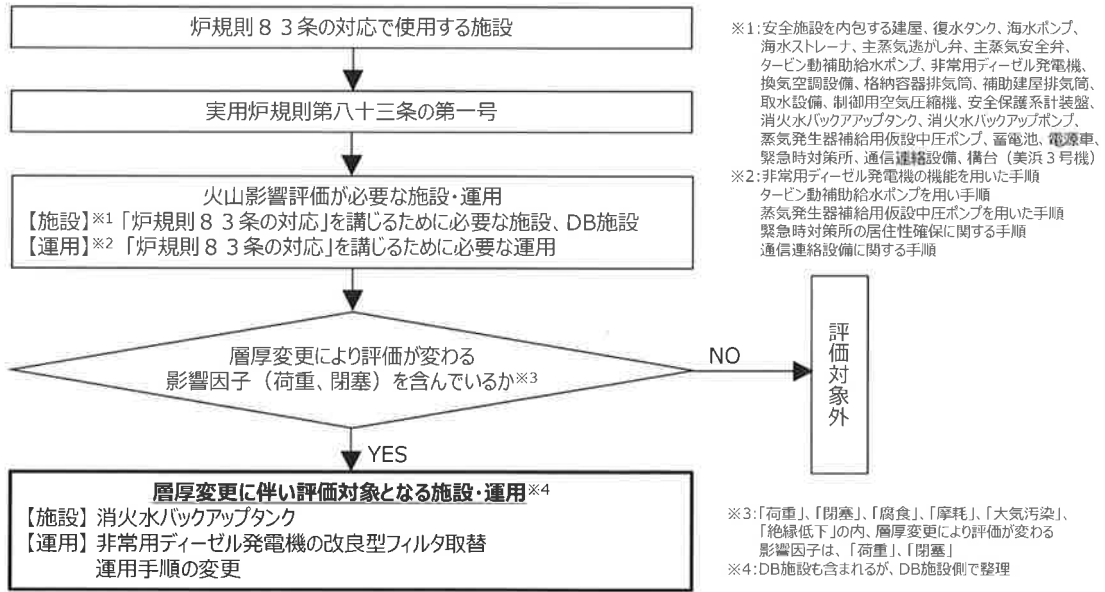 炉規則83条の対応で使用する施設
実用炉規則第八十三条の第一号
火山影響評価が必要な施設・運用
【施設】※1「炉規則83条の対応」を講じるために必要な施設、DB施設
【運用】※2「炉規則83条の対応」を講じるために必要な運用
層厚変更により評価が変わる
影響因子（荷重、閉塞）を含んでいるか※3
NO
評価対象外
YES
層厚変更に伴い評価対象となる施設・運用※4
【施設】消火水バックアップタンク
【運用】非常用ディーゼル発電機の改良型フィルタ取替
運用手順の変更
※1:安全施設を内包する建屋、復水タンク、海水ポンプ、
海水ストレーナ、主蒸気逃がし弁、主蒸気安全弁、
タービン動補助給水ポンプ、非常用ディーゼル発電機、
換気空調設備、格納容器排気筒、補助建屋排気筒、
取水設備、制御用空気圧縮機、安全保護系計装盤、
消火水バックアアップタンク、消火水バックアップポンプ、
蒸気発生器補給用仮設中圧ポンプ、蓄電池、電源車、
緊急時対策所、通信連絡設備、構台（美浜3号機）
※2:非常用ディーゼル発電機の機能を用いた手順
タービン動補助給水ポンプを用い手順
蒸気発生器補給用仮設中圧ポンプを用いた手順
緊急時対策所の居住性確保に関する手順
通信連絡設備に関する手順
※3:「荷重」、「閉塞」、「腐食」、「摩耗」、「大気汚染」、
「絶縁低下」の内、層厚変更により評価が変わる
影響因子は、「荷重」、「閉塞」
※4:DB施設も含まれるが、DB施設側で整理